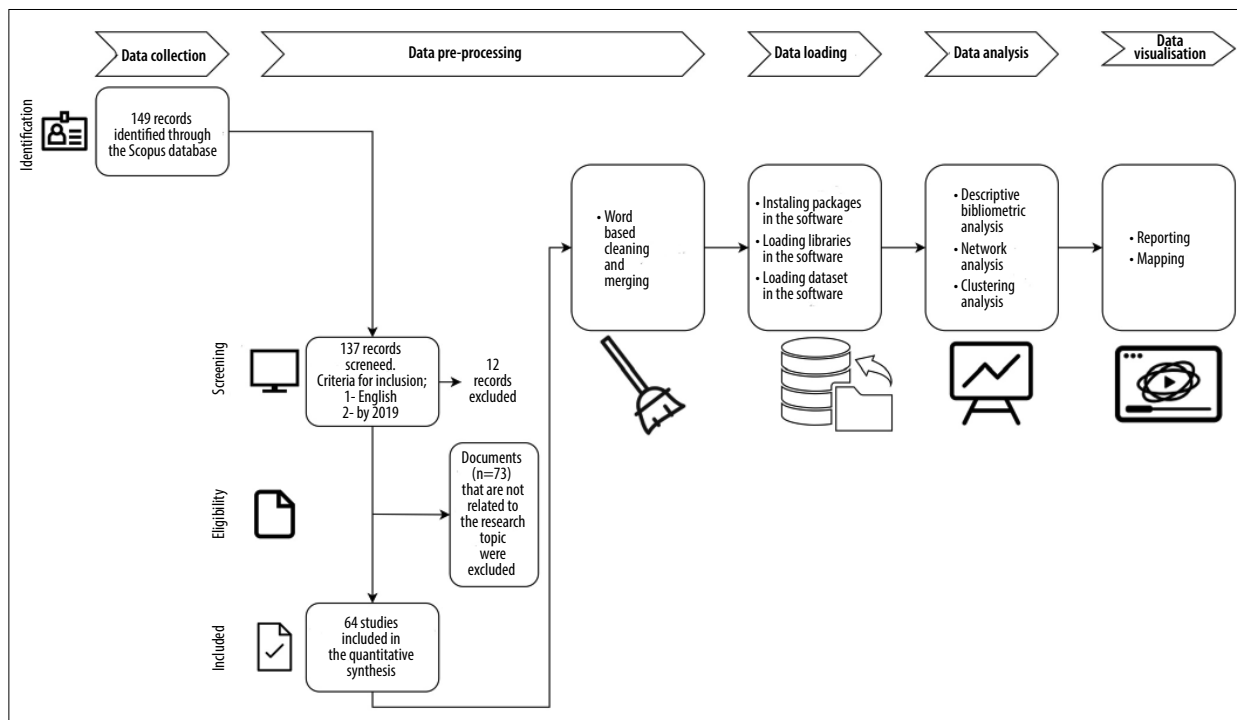 Data collection
Data pre-processing
Data loading
Data analysis
Data
visualisation
Identification
149 records
identified through
the Scopus database
• Word
based
cleaning
and
merging
• Instaling packages
in the software
• Loading libraries
in the software
• Loading dataset
in the software
• Descriptive
bibliometric
analysis
• Network
analysis
• Clustering
analysis
• Reporting
• Mapping
Screening
137 records
screneed.
Criteria for inclusion;
1- English
2- by 2019
12
records
excluded
Eligibility
Documents
(n=73)
that are not
related to
the research
topic
were
excluded
Included
64 studies
included in
the quantitative
synthesis